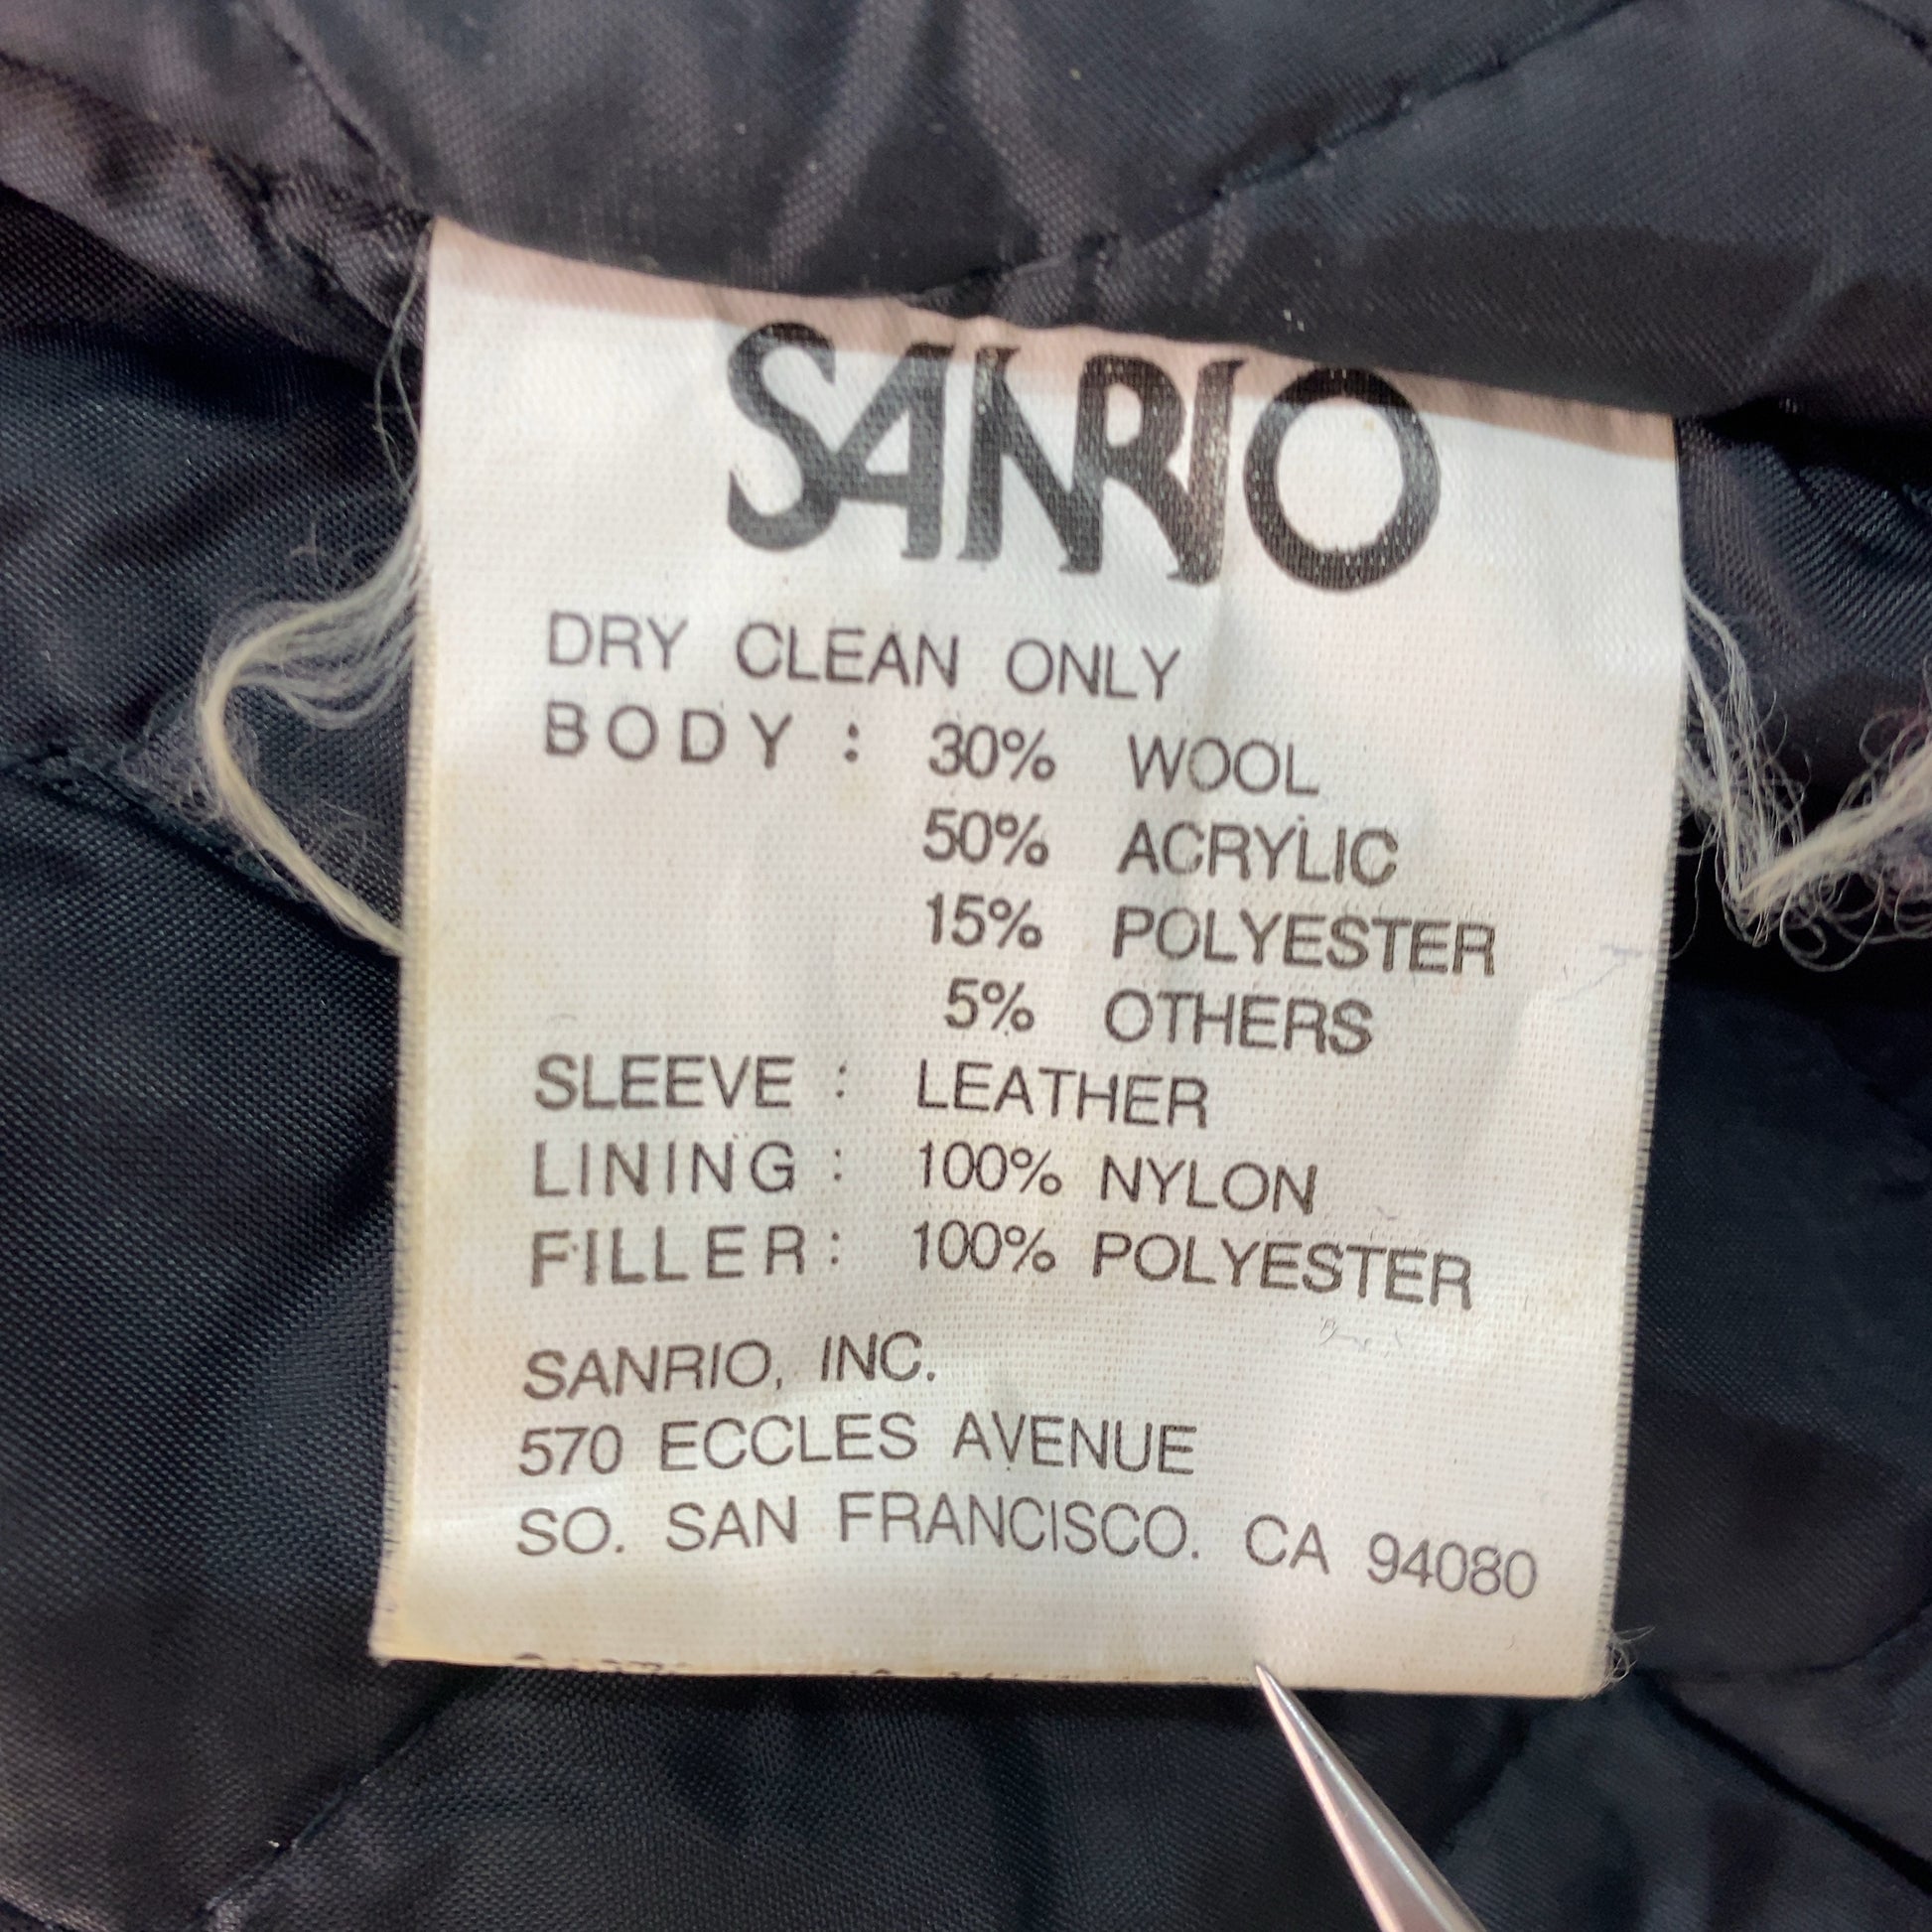 SANRIO
DRY CLEAN ONLY
BODY : 30% WOOL
50% ACRYLIC
15% POLYESTER
5% OTHERS
SLEEVE : LEATHER
LINING : 100% NYLON
FILLER : 100% POLYESTER
SANRIO, INC.
570 ECCLES AVENUE
SO. SAN FRANCISCO. CA 94080